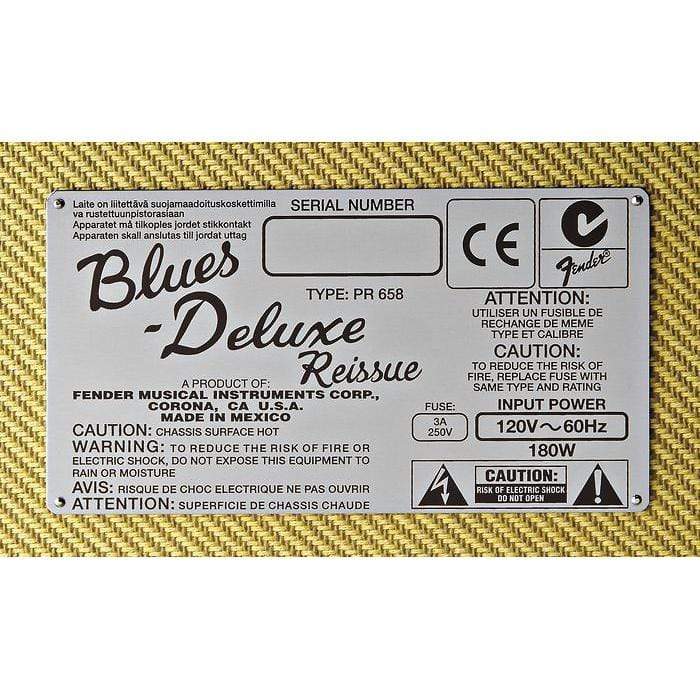 Laite on liitettävä suojamaadoituskoskettimilla
va rustettuunpistorasiaan
Apparatet må tilkoples jordet stikkontakt
Apparaten skall anslutas till jordat uttag
SERIAL NUMBER
CE
Fender®
Blues
-Deluxe
Reissue
TYPE: PR 658
A PRODUCT OF:
FENDER MUSICAL INSTRUMENTS CORP.,
CORONA, CA U.S.A.
MADE IN MEXICO
CAUTION: CHASSIS SURFACE HOT
WARNING: TO REDUCE THE RISK OF FIRE OR
ELECTRIC SHOCK, DO NOT EXPOSE THIS EQUIPMENT TO
RAIN OR MOISTURE
AVIS: RISQUE DE CHOC ELECTRIQUE NE PAS OUVRIR
ATTENTION: SUPERFICIE DE CHASSIS CHAUDE
ATTENTION:
UTILISER UN FUSIBLE DE
RECHANGE DE MEME
TYPE ET CALIBRE
CAUTION:
TO REDUCE THE RISK OF
FIRE, REPLACE FUSE WITH
SAME TYPE AND RATING
FUSE:
3A
250V
INPUT POWER
120V～60Hz
180W
CAUTION:
RISK OF ELECTRIC SHOCK
DO NOT OPEN